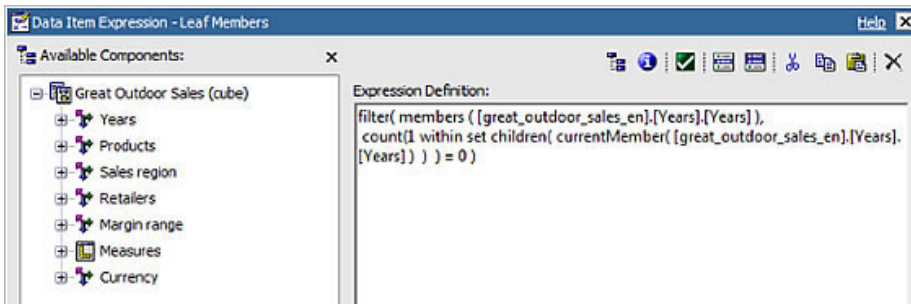 Data Item Expression - Leaf Members
Help
Available Components:
Great Outdoor Sales (cube)
Years
Products
Sales region
Retailers
Margin range
Measures
Currency
Expression Definition:
filter( members ( [great_outdoor_sales_en].[Years].[Years] ),
count(1 within set children( currentMember( [great_outdoor_sales_en].[Years].
[Years] ) ) ) = 0 )